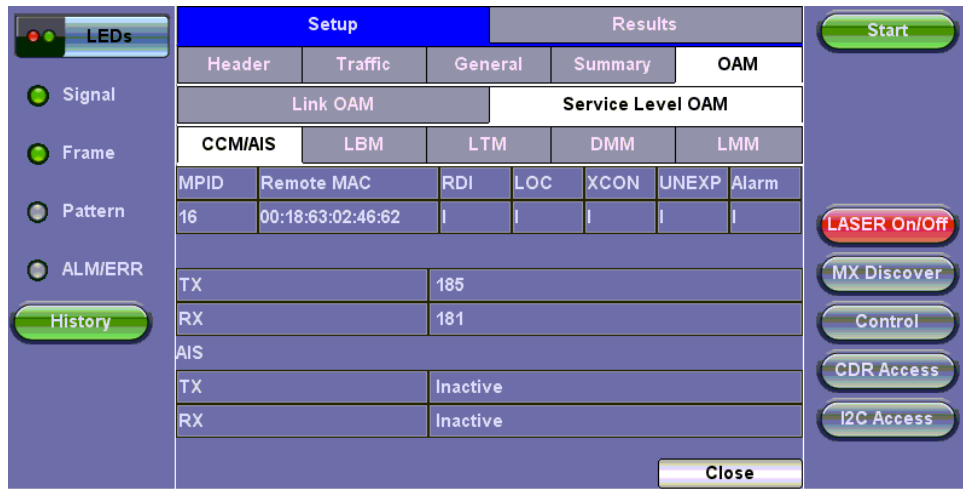 LEDs
Setup
Results
Start
Header
Traffic
General
Summary
OAM
Signal
Link OAM
Service Level OAM
Frame
CCM/AIS
LBM
LTM
DMM
LMM
MPID
Remote MAC
RDI
LOC
XCON
UNEXP
Alarm
Pattern
16
00:18:63:02:46:62
I
I
I
I
I
LASER On/Off
ALM/ERR
TX
185
MX Discover
History
RX
181
Control
AIS
CDR Access
TX
Inactive
RX
Inactive
I2C Access
Close